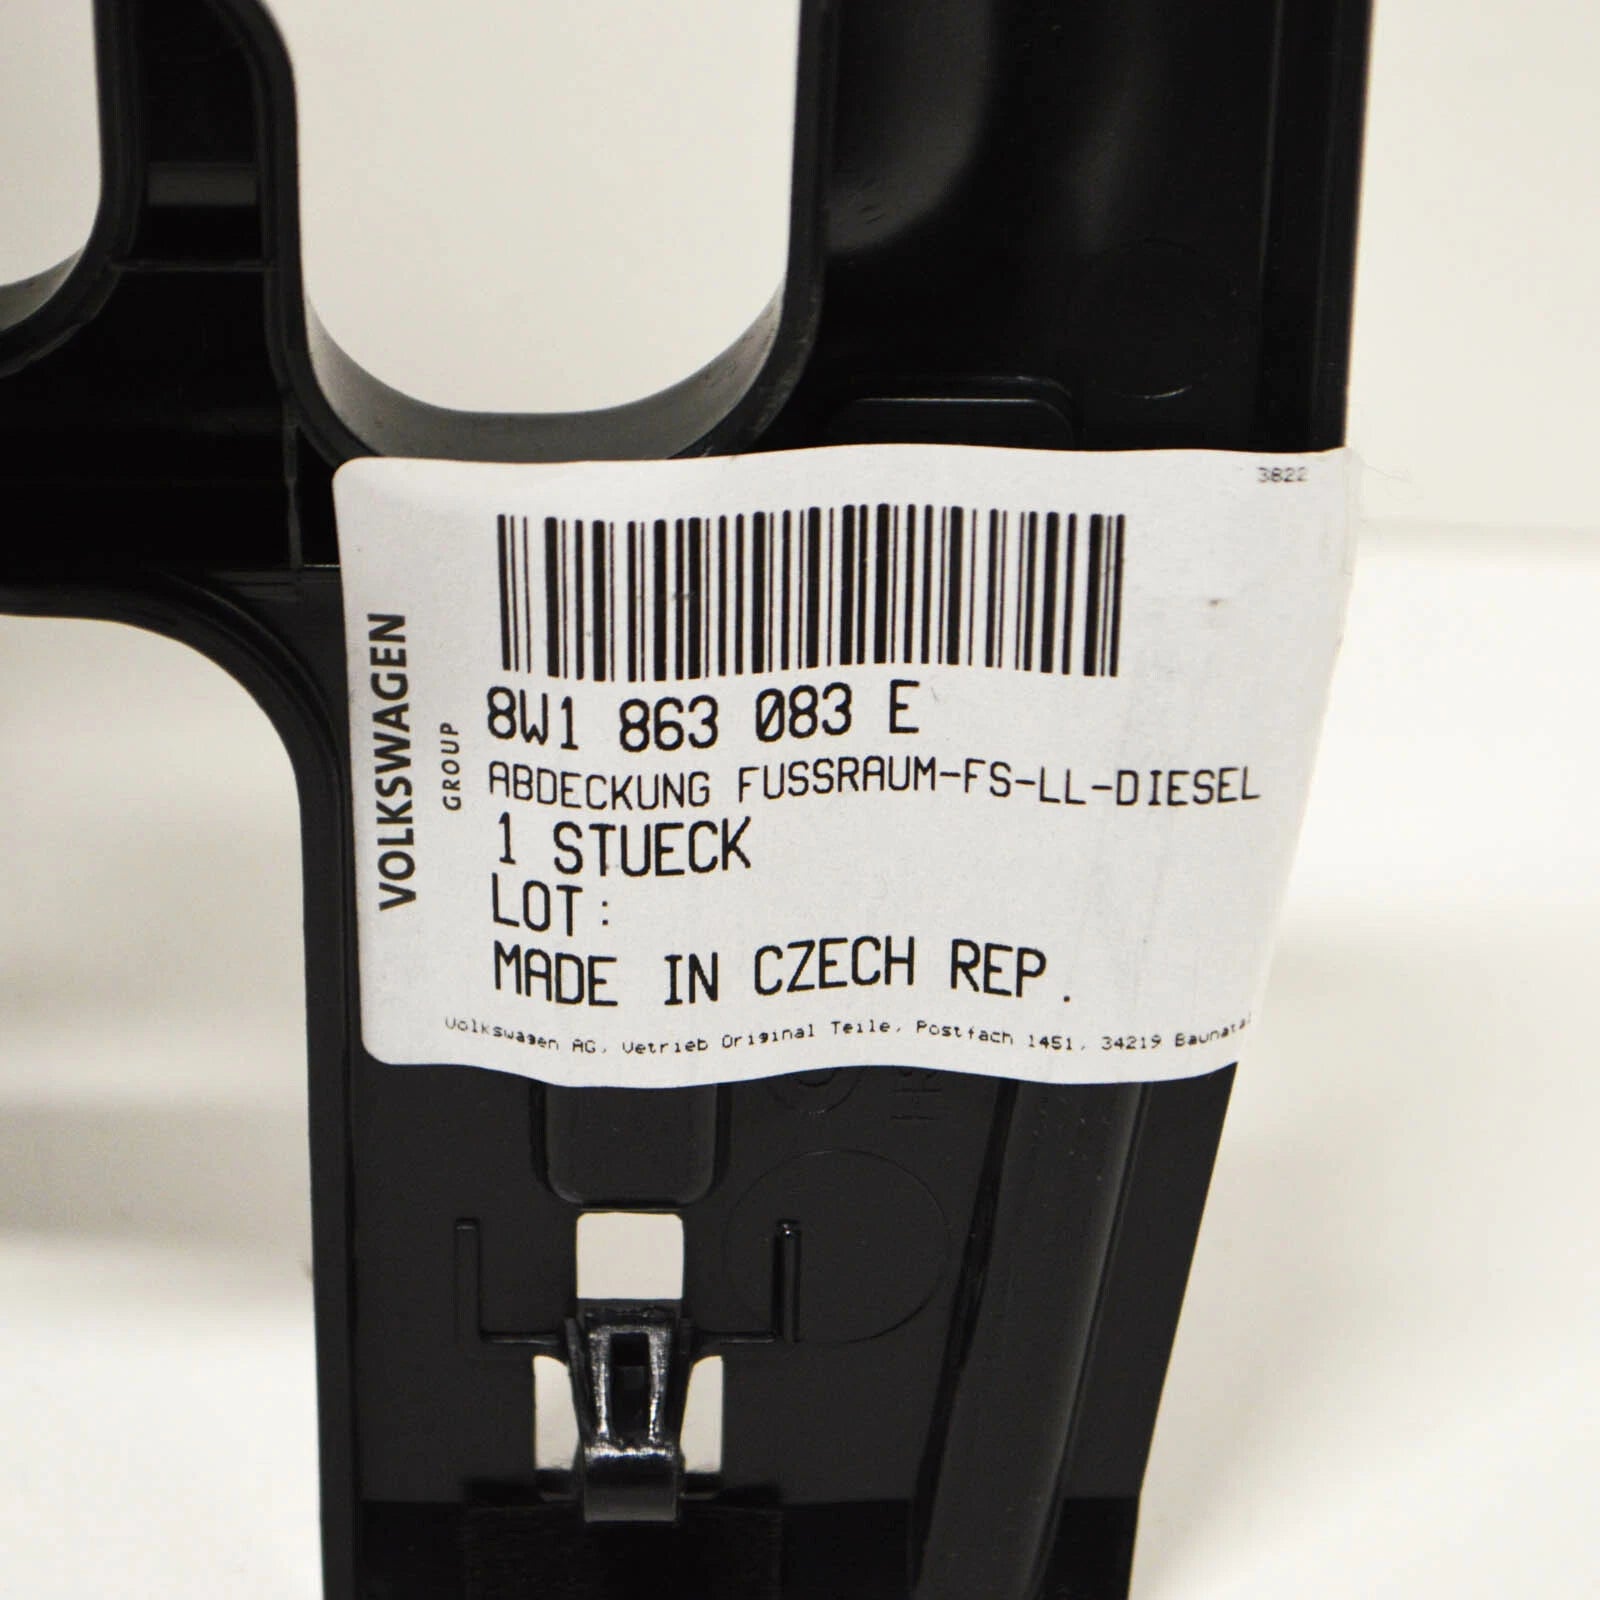 3822
VOLKSWAGEN
GROUP
8W1 863 083 E
ABDECKUNG FUSSRAUM-FS-LL-DIESEL
1 STUECK
LOT:
MADE IN CZECH REP.
Volkswagen AG, Vetrieb Original Teile, Postfach 1451, 34219